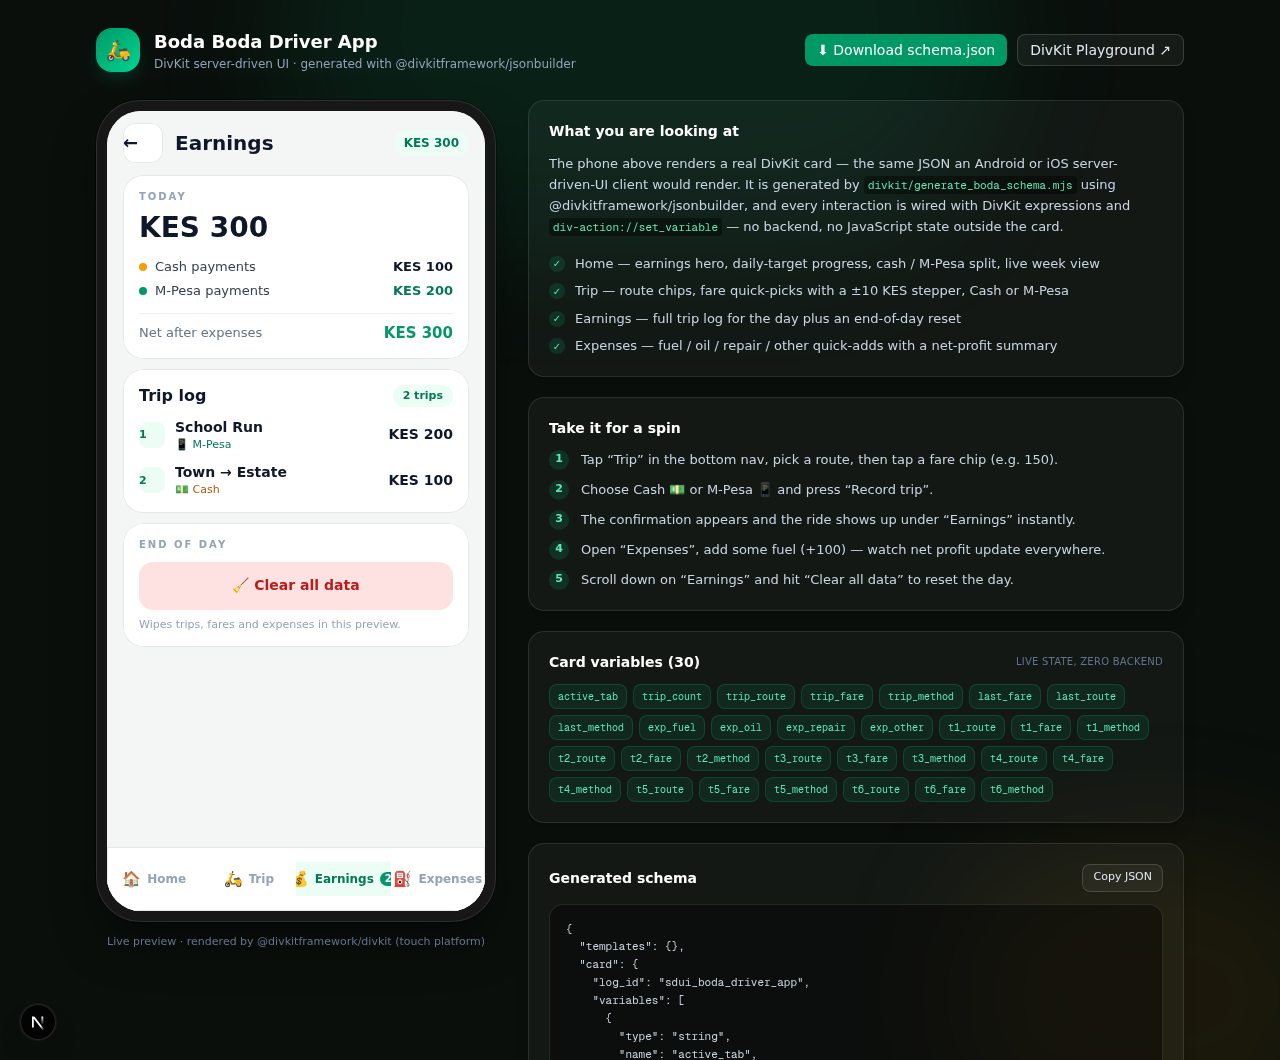 Boda Boda Driver App
DivKit server-driven UI · generated with @divkitframework/jsonbuilder
⬇ Download schema.json
DivKit Playground ↗
← Earnings
KES 300
TODAY
KES 300
Cash payments KES 100
M-Pesa payments KES 200
Net after expenses KES 300
Trip log 2 trips
1 School Run KES 200
📱 M-Pesa
2 Town → Estate KES 100
💵 Cash
END OF DAY
🧹 Clear all data
Wipes trips, fares and expenses in this preview.
🏠 Home 🛵 Trip 💰 Earnings 2 ⛽ Expenses
Live preview · rendered by @divkitframework/divkit (touch platform)
What you are looking at
The phone above renders a real DivKit card — the same JSON an Android or iOS server-
driven-UI client would render. It is generated by divkit/generate_boda_schema.mjs using
@divkitframework/jsonbuilder, and every interaction is wired with DivKit expressions and
div-action://set_variable — no backend, no JavaScript state outside the card.
✓ Home — earnings hero, daily-target progress, cash / M-Pesa split, live week view
✓ Trip — route chips, fare quick-picks with a ±10 KES stepper, Cash or M-Pesa
✓ Earnings — full trip log for the day plus an end-of-day reset
✓ Expenses — fuel / oil / repair / other quick-adds with a net-profit summary
Take it for a spin
1 Tap “Trip” in the bottom nav, pick a route, then tap a fare chip (e.g. 150).
2 Choose Cash 💵 or M-Pesa 📱 and press “Record trip”.
3 The confirmation appears and the ride shows up under “Earnings” instantly.
4 Open “Expenses”, add some fuel (+100) — watch net profit update everywhere.
5 Scroll down on “Earnings” and hit “Clear all data” to reset the day.
Card variables (30) LIVE STATE, ZERO BACKEND
active_tab trip_count trip_route trip_fare trip_method last_fare last_route
last_method exp_fuel exp_oil exp_repair exp_other t1_route t1_fare t1_method
t2_route t2_fare t2_method t3_route t3_fare t3_method t4_route t4_fare
t4_method t5_route t5_fare t5_method t6_route t6_fare t6_method
Generated schema Copy JSON
{
"templates": {},
"card": {
"log_id": "sdui_boda_driver_app",
"variables": [
{
"type": "string",
"name": "active_tab",
N